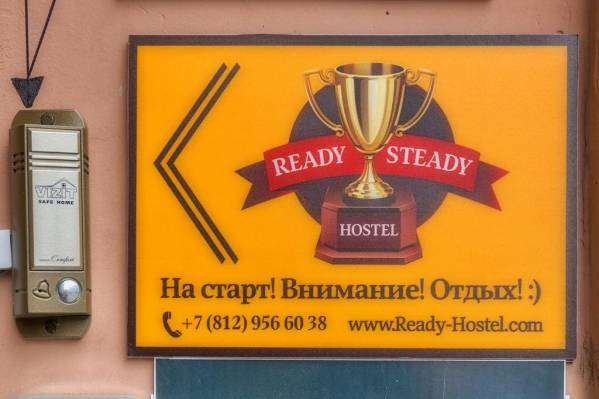 VIZIT
SAFE HOME
Comfort
READY STEADY
HOSTEL
На старт! Внимание! Отдых! :)
+7 (812) 956 60 38 www.Ready-Hostel.com